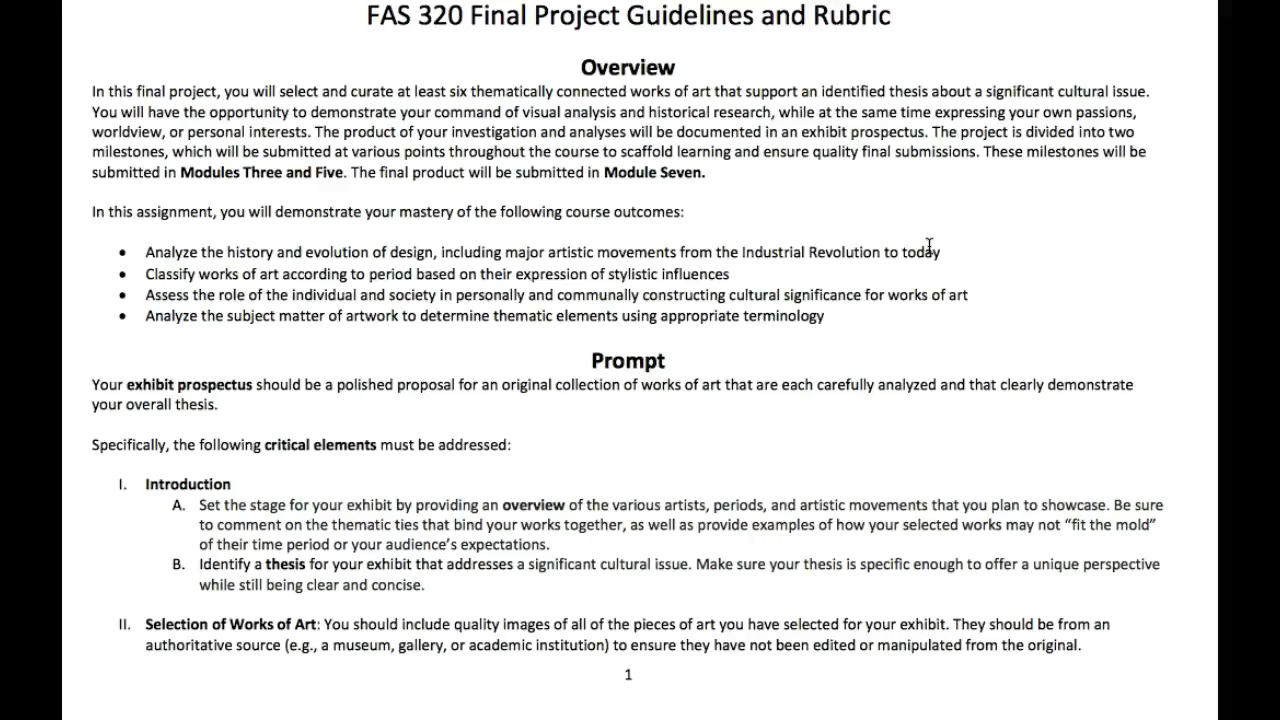 FAS 320 Final Project Guidelines and Rubric
Overview
In this final project, you will select and curate at least six thematically connected works of art that support an identified thesis about a significant cultural issue.
You will have the opportunity to demonstrate your command of visual analysis and historical research, while at the same time expressing your own passions,
worldview, or personal interests. The product of your investigation and analyses will be documented in an exhibit prospectus. The project is divided into two
milestones, which will be submitted at various points throughout the course to scaffold learning and ensure quality final submissions. These milestones will be
submitted in Modules Three and Five. The final product will be submitted in Module Seven.
In this assignment, you will demonstrate your mastery of the following course outcomes:
• Analyze the history and evolution of design, including major artistic movements from the Industrial Revolution to today
• Classify works of art according to period based on their expression of stylistic influences
• Assess the role of the individual and society in personally and communally constructing cultural significance for works of art
• Analyze the subject matter of artwork to determine thematic elements using appropriate terminology
Prompt
Your exhibit prospectus should be a polished proposal for an original collection of works of art that are each carefully analyzed and that clearly demonstrate
your overall thesis.
Specifically, the following critical elements must be addressed:
I. Introduction
A. Set the stage for your exhibit by providing an overview of the various artists, periods, and artistic movements that you plan to showcase. Be sure
to comment on the thematic ties that bind your works together, as well as provide examples of how your selected works may not “fit the mold”
of their time period or your audience’s expectations.
B. Identify a thesis for your exhibit that addresses a significant cultural issue. Make sure your thesis is specific enough to offer a unique perspective
while still being clear and concise.
II. Selection of Works of Art: You should include quality images of all of the pieces of art you have selected for your exhibit. They should be from an
authoritative source (e.g., a museum, gallery, or academic institution) to ensure they have not been edited or manipulated from the original.
1